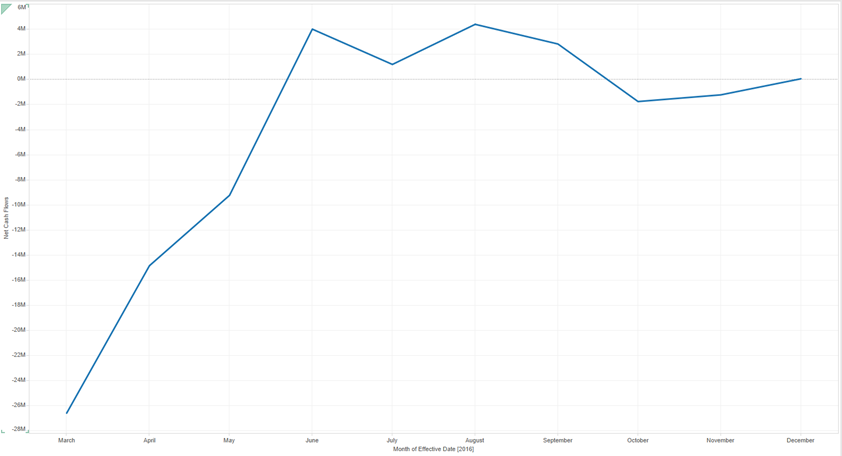 6M
4M
2M
0M
-2M
-4M
-6M
-8M
-10M
-12M
-14M
-16M
-18M
-20M
-22M
-24M
-26M
-28M
Net Cash Flows
March April May June July August September October November December
Month of Effective Date [2016]